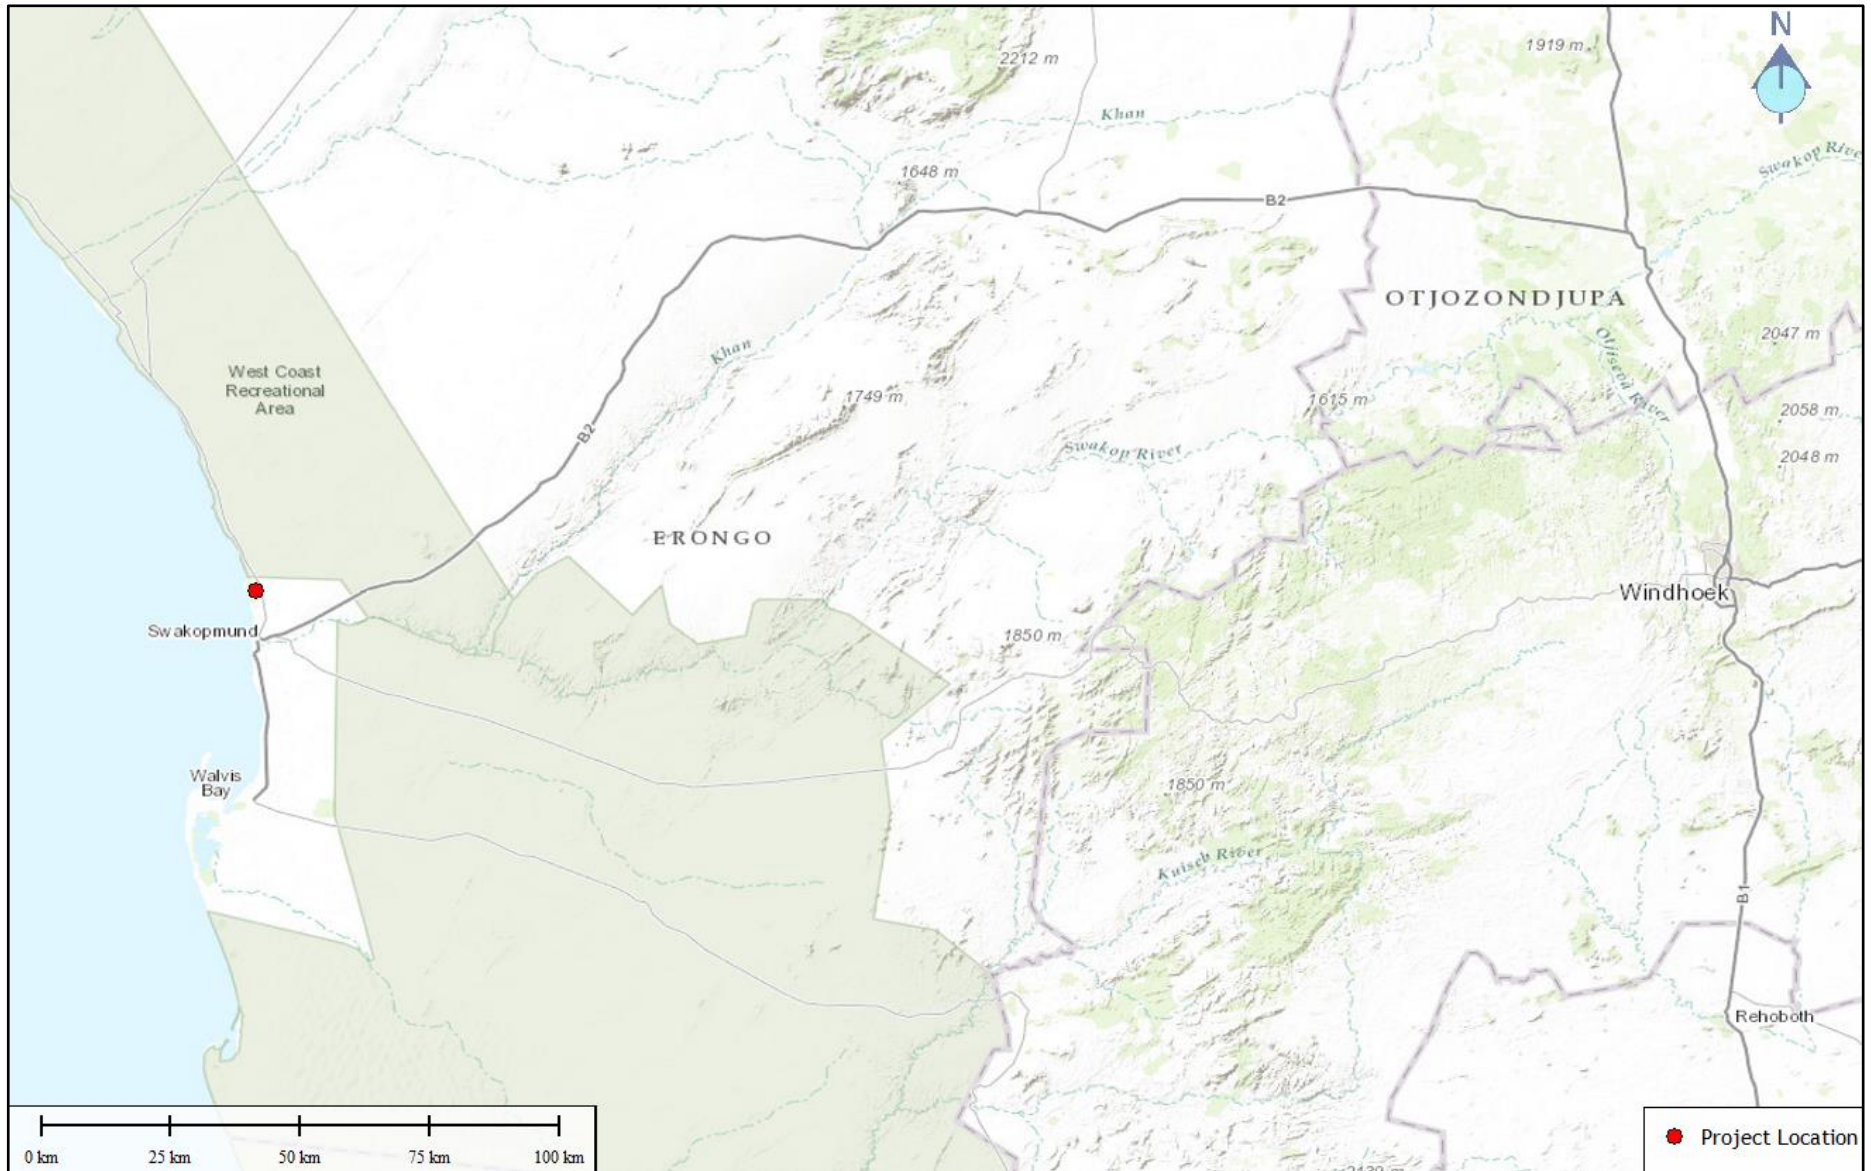 N
2212 m
1919 m
Khan
Swakop Rive
1648 m
B2
OTJOZONDJUPA
2047 m
Otjiseva River
Khan
West Coast
Recreational
Area
1749 m
1615 m
2058 m
B2
Swakop River
2048 m
ERONGO
Windhoek
Swakopmund
1850 m
Walvis
Bay
1850 m
Kuiseb River
B1
Rehoboth
0 km
25 km
50 km
75 km
100 km
Project Location